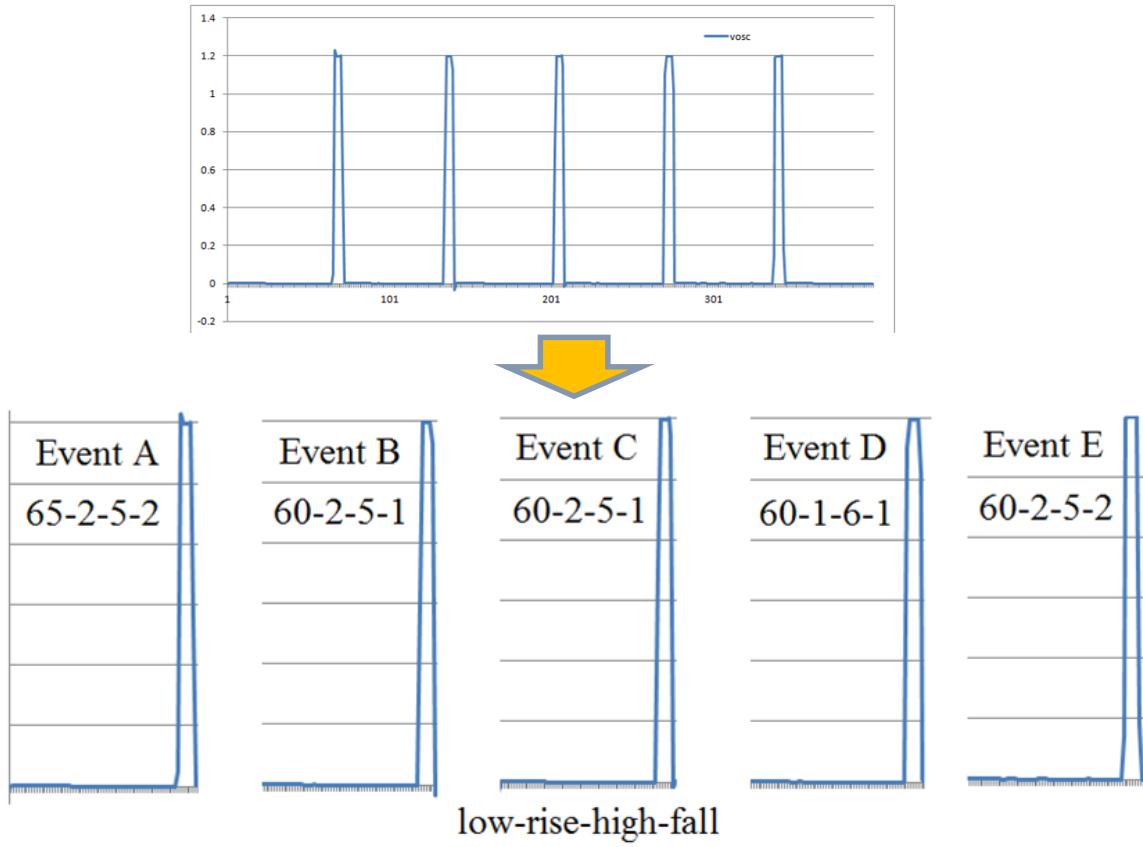 1.4
vosc
1.2
1
0.8
0.6
0.4
0.2
0
1 101 201 301
-0.2
Event A Event B Event C Event D Event E
65-2-5-2 60-2-5-1 60-2-5-1 60-1-6-1 60-2-5-2
low-rise-high-fall